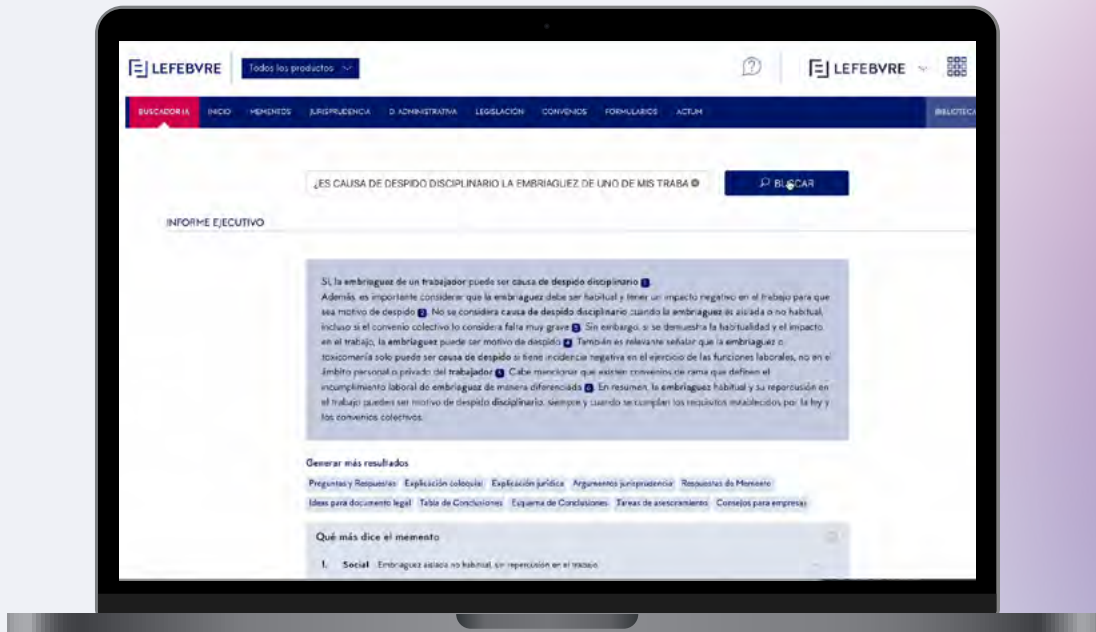 LEFEBVRE
Todos los productos
LEFEBVRE
BUSCADOR IA INICIO MEMENTOS JURISPRUDENCIA D. ADMINISTRATIVA LEGISLACIÓN CONVENIOS FORMULARIOS ACTUM BIBLIOTECA
¿ES CAUSA DE DESPIDO DISCIPLINARIO LA EMBRIAGUEZ DE UNO DE MIS TRABA
BUSCAR
INFORME EJECUTIVO
Sí, la embriaguez de un trabajador puede ser causa de despido disciplinario 1.
Además, es importante considerar que la embriaguez debe ser habitual y tener un impacto negativo en el trabajo para que
sea motivo de despido 2. No se considera causa de despido disciplinario cuando la embriaguez es aislada o no habitual,
incluso si el convenio colectivo lo considera falta muy grave 3. Sin embargo, si se demuestra la habitualidad y el impacto
en el trabajo, la embriaguez puede ser motivo de despido 4. También es relevante señalar que la embriaguez o
toxicomanía solo puede ser causa de despido si tiene incidencia negativa en el ejercicio de las funciones laborales, no en el
ámbito personal o privado del trabajador 5. Cabe mencionar que existen convenios de rama que definen el
incumplimiento laboral de embriaguez de manera diferenciada 6. En resumen, la embriaguez habitual y su repercusión en
el trabajo pueden ser motivo de despido disciplinario, siempre y cuando se cumplan los requisitos establecidos por la ley y
los convenios colectivos.
Generar más resultados
Preguntas y Respuestas Explicación coloquial Explicación jurídica Argumentos jurisprudencia Respuestas de Memento
Ideas para documento legal Tabla de Conclusiones Esquema de Conclusiones Tareas de asesoramiento Consejos para empresas
Qué más dice el memento
1. Social Embriaguez aislada no habitual, sin repercusión en el trabajo